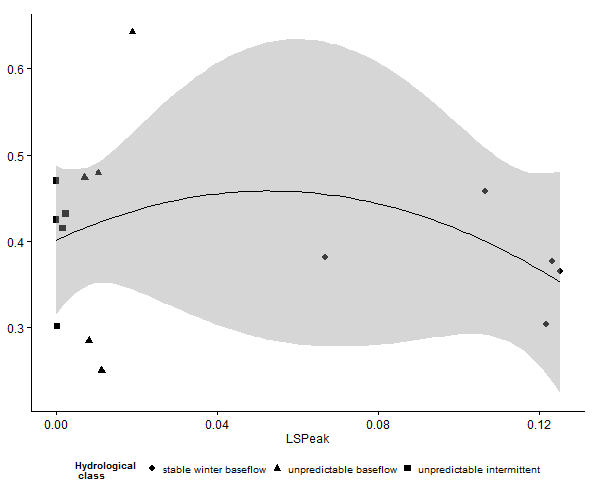 0.6
0.5
0.4
0.3
0.00 0.04 0.08 0.12
LSPeak
Hydrological class stable winter baseflow unpredictable baseflow unpredictable intermittent